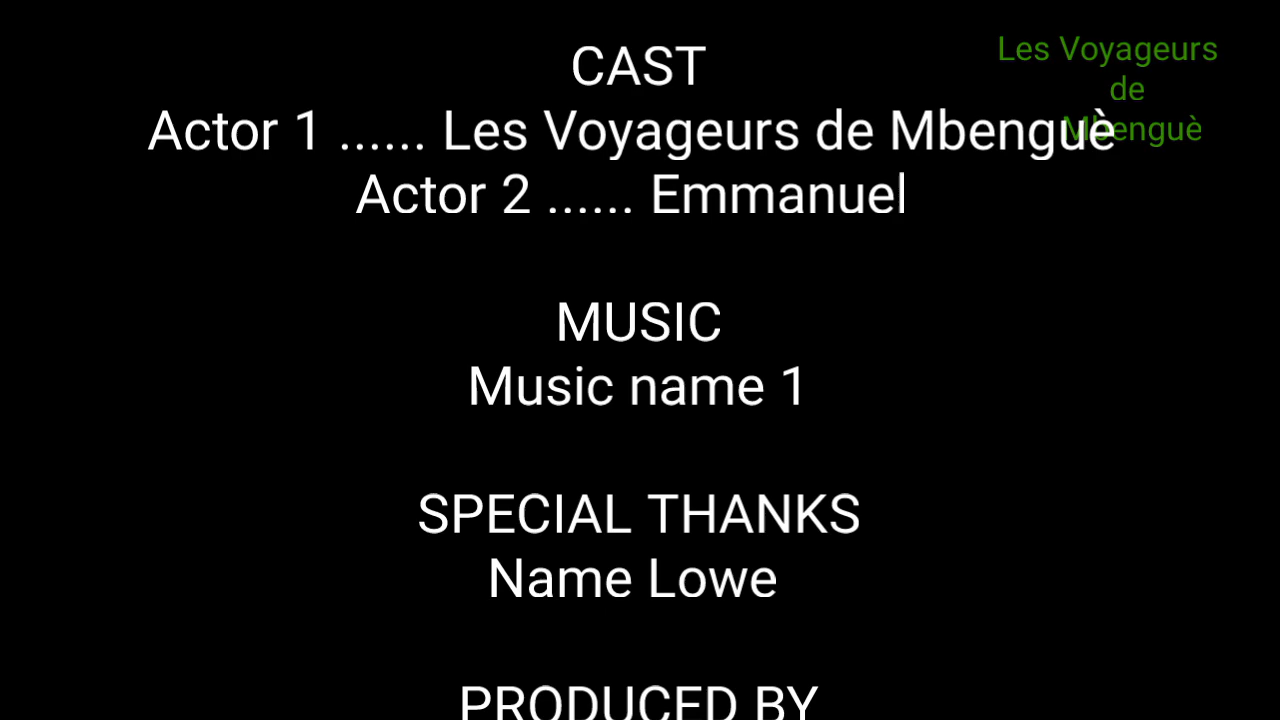 CAST
Actor 1 ...... Les Voyageurs de Mbenguè
Actor 2 ...... Emmanuel
MUSIC
Music name 1
SPECIAL THANKS
Name Lowe
PRODUCED BY
Les Voyageurs
de
Mbenguè